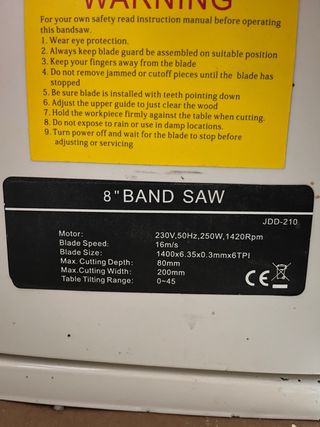 WARNING
For your own safety read instruction manual before operating
this bandsaw.
1. Wear eye protection.
2. Always keep blade guard be assembled on suitable position
3. Keep your fingers away from the blade
4. Do not remove jammed or cutoff pieces until the blade has
stopped
5. Be sure blade is installed with teeth pointing down
6. Adjust the upper guide to just clear the wood
7. Hold the workpiece firmly against the table when cutting.
8. Do not expose to rain or use in damp locations.
9. Turn power off and wait for the blade to stop before
adjusting or servicing
8" BAND SAW
JDD-210
Motor: 230V,50Hz,250W,1420Rpm
Blade Speed: 16m/s
Blade Size: 1400x6.35x0.3mmx6TPI
Max.Cutting Depth: 80mm
Max.Cutting Width: 200mm
Table Tilting Range: 0~45
CE